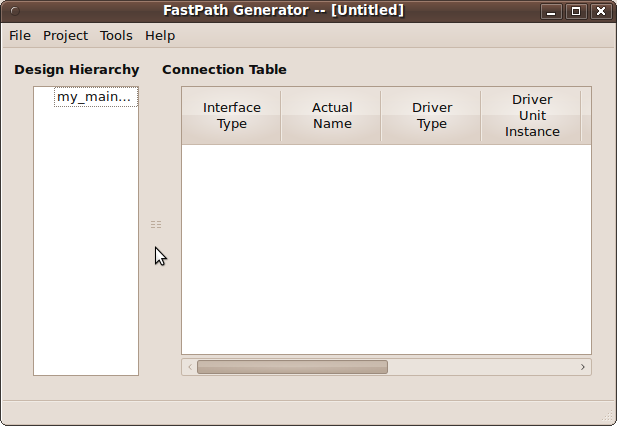 FastPath Generator -- [Untitled]
File Project Tools Help
Design Hierarchy
Connection Table
my_main...
Interface
Type
Actual
Name
Driver
Type
Driver
Unit
Instance